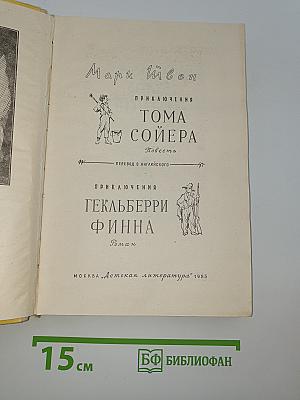 Марк Твен
ПРИКЛЮЧЕНИЯ
ТОМА
СОЙЕРА
Повесть
ПЕРЕВОД С АНГЛИЙСКОГО
ПРИКЛЮЧЕНИЯ
ГЕКЛЬБЕРРИ
ФИННА
Роман
МОСКВА „Детская литература" 1985
15 см
БФ БИБЛИОФАН